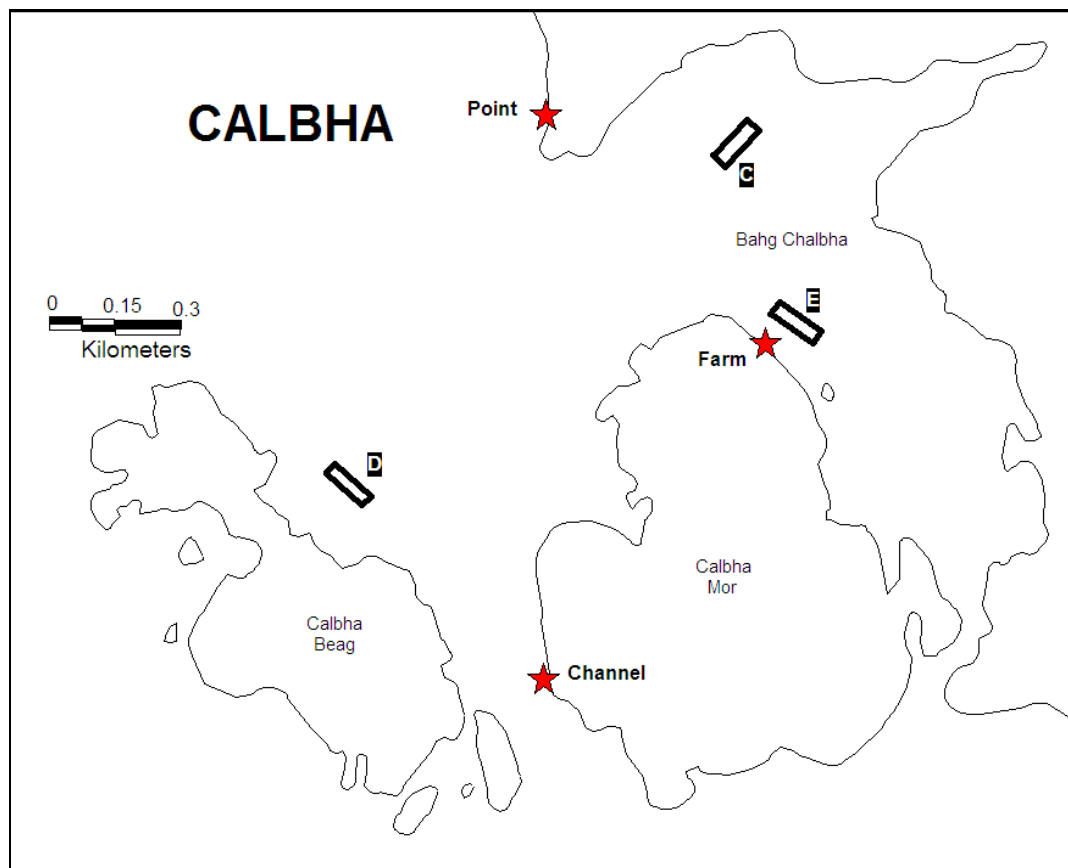 Point
CALBHA
C
Bahg Chalbha
0 0.15 0.3
Kilometers
E
Farm
D
Calbha
Mor
Calbha
Beag
Channel